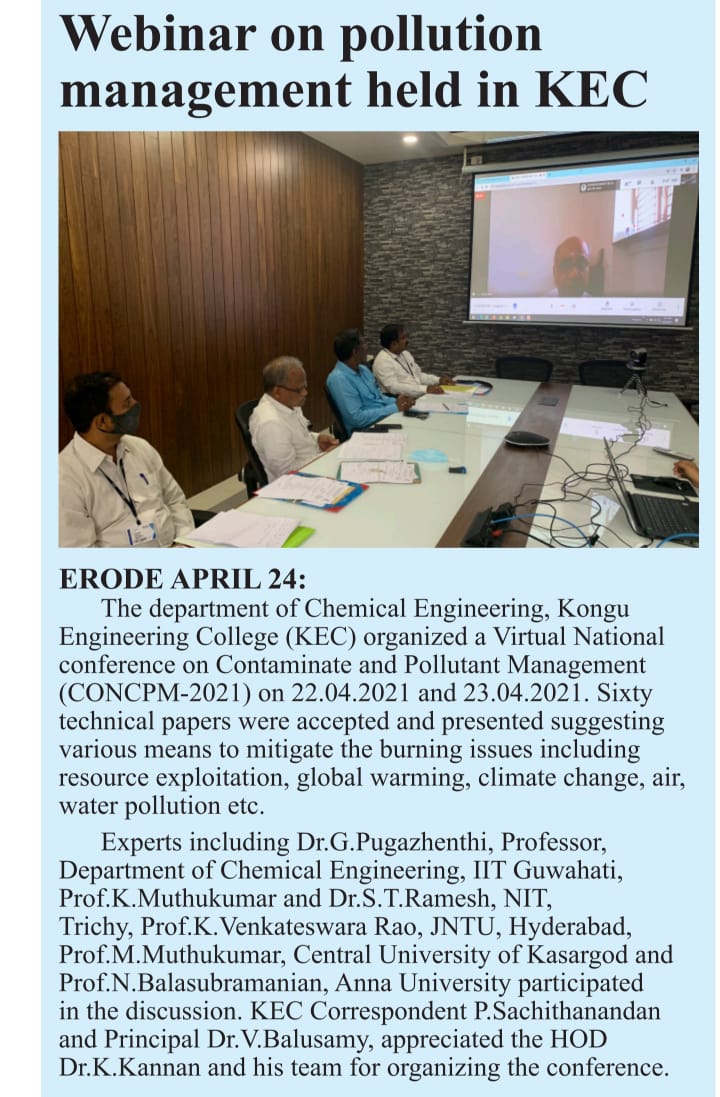 Webinar on pollution
management held in KEC
ERODE APRIL 24:
The department of Chemical Engineering, Kongu
Engineering College (KEC) organized a Virtual National
conference on Contaminate and Pollutant Management
(CONCPM-2021) on 22.04.2021 and 23.04.2021. Sixty
technical papers were accepted and presented suggesting
various means to mitigate the burning issues including
resource exploitation, global warming, climate change, air,
water pollution etc.
Experts including Dr.G.Pugazhenthi, Professor,
Department of Chemical Engineering, IIT Guwahati,
Prof.K.Muthukumar and Dr.S.T.Ramesh, NIT,
Trichy, Prof.K.Venkateswara Rao, JNTU, Hyderabad,
Prof.M.Muthukumar, Central University of Kasargod and
Prof.N.Balasubramanian, Anna University participated
in the discussion. KEC Correspondent P.Sachithanandan
and Principal Dr.V.Balusamy, appreciated the HOD
Dr.K.Kannan and his team for organizing the conference.